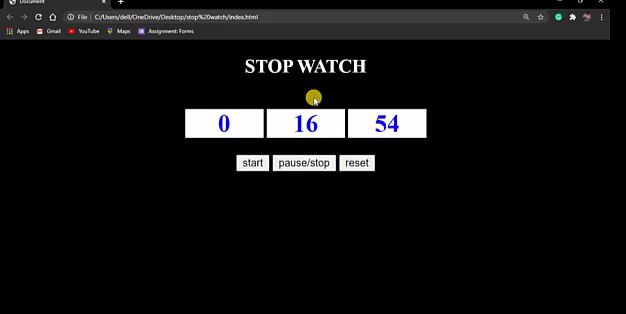 Document
File C:/Users/dell/OneDrive/Desktop/stop%20watch/index.html
Apps Gmail YouTube Maps Assignment: Forms
STOP WATCH
0 16 54
start pause/stop reset